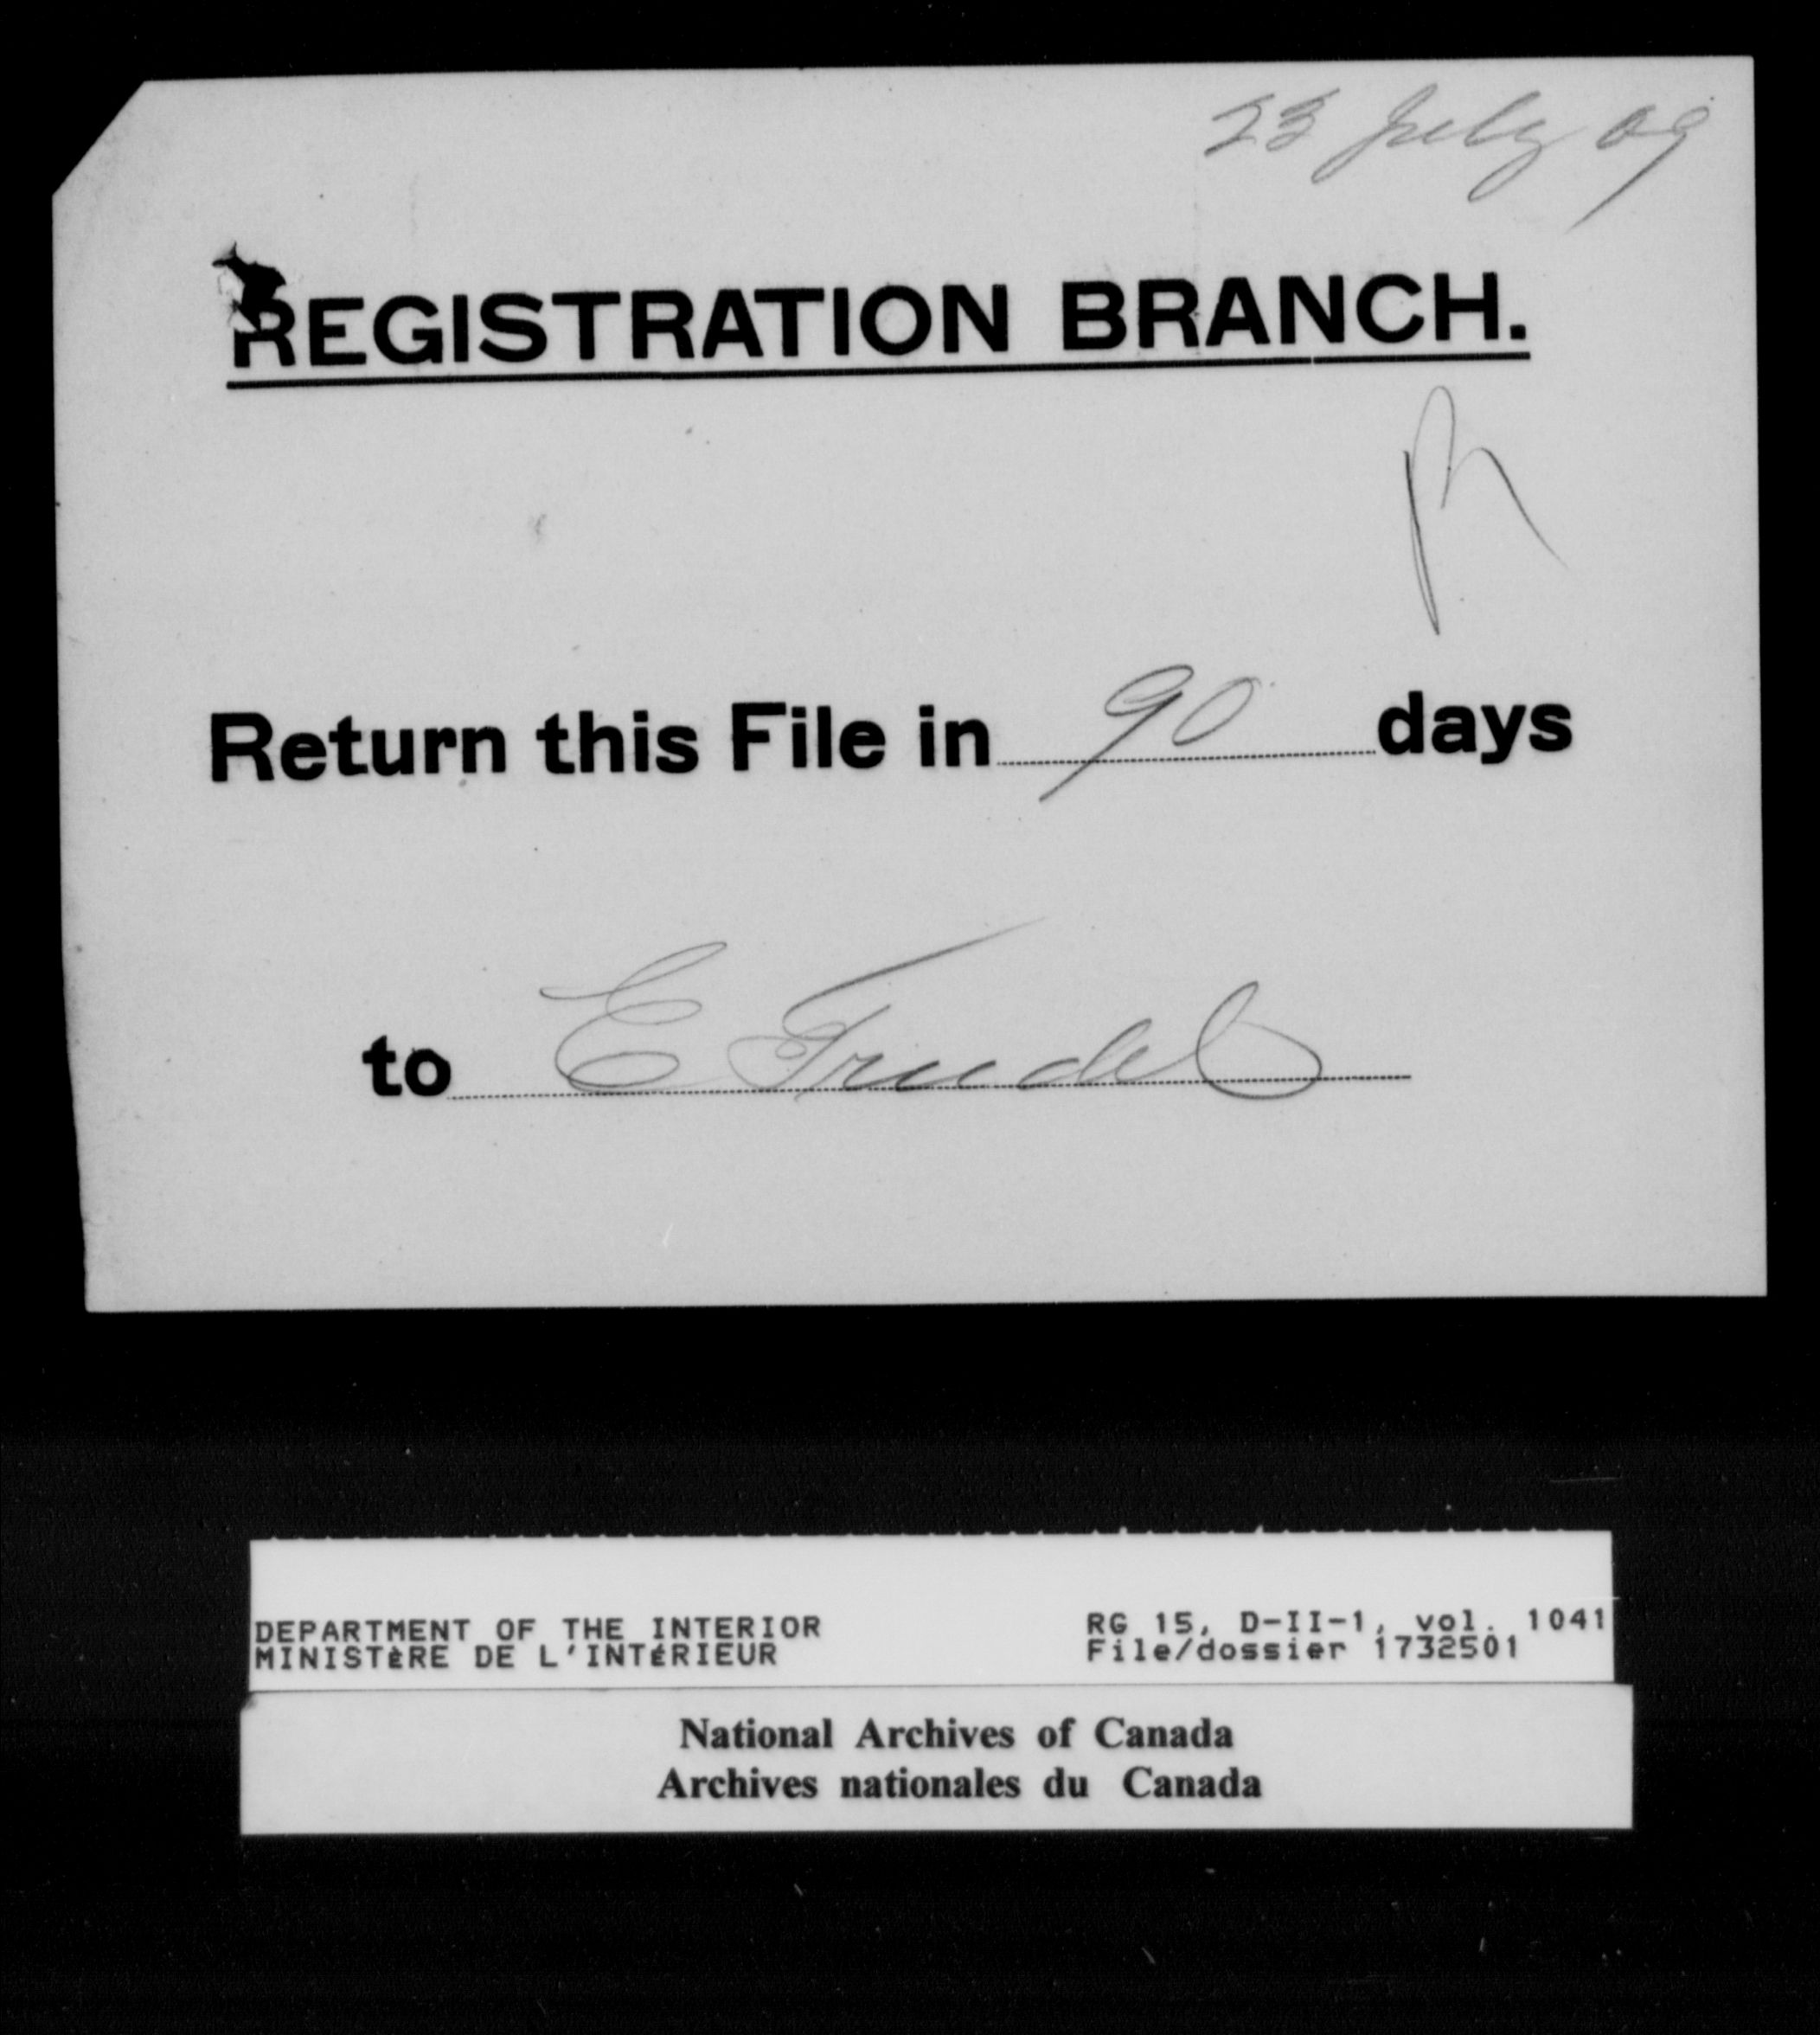 23 July 09
REGISTRATION BRANCH.
Return this File in 90 days
to E Trudel
DEPARTMENT OF THE INTERIOR
MINISTÈRE DE L'INTÉRIEUR
RG 15, D-II-1, vol. 1041
File/dossier 1732501
National Archives of Canada
Archives nationales du Canada